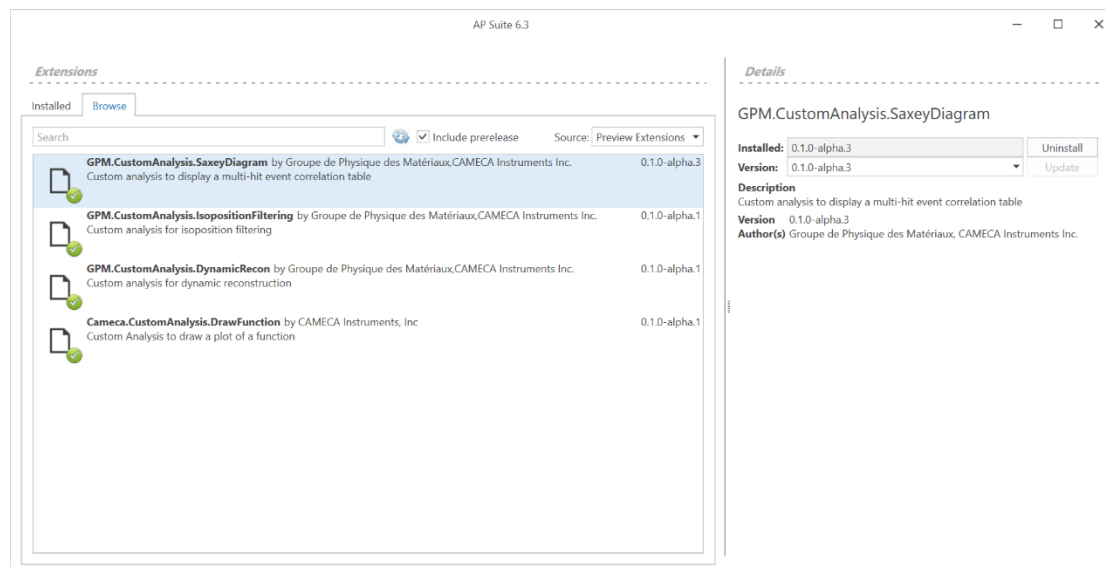 AP Suite 6.3
Extensions
Installed Browse
Search Include prerelease Source: Preview Extensions
GPM.CustomAnalysis.SaxeyDiagram by Groupe de Physique des Matériaux,CAMECA Instruments Inc. 0.1.0-alpha.3
Custom analysis to display a multi-hit event correlation table
GPM.CustomAnalysis.IsopositionFiltering by Groupe de Physique des Matériaux,CAMECA Instruments Inc. 0.1.0-alpha.1
Custom analysis for isoposition filtering
GPM.CustomAnalysis.DynamicRecon by Groupe de Physique des Matériaux,CAMECA Instruments Inc. 0.1.0-alpha.1
Custom analysis for dynamic reconstruction
Cameca.CustomAnalysis.DrawFunction by CAMECA Instruments, Inc 0.1.0-alpha.1
Custom Analysis to draw a plot of a function
Details
GPM.CustomAnalysis.SaxeyDiagram
Installed: 0.1.0-alpha.3 Uninstall
Version: 0.1.0-alpha.3 Update
Description
Custom analysis to display a multi-hit event correlation table
Version 0.1.0-alpha.3
Author(s) Groupe de Physique des Matériaux, CAMECA Instruments Inc.